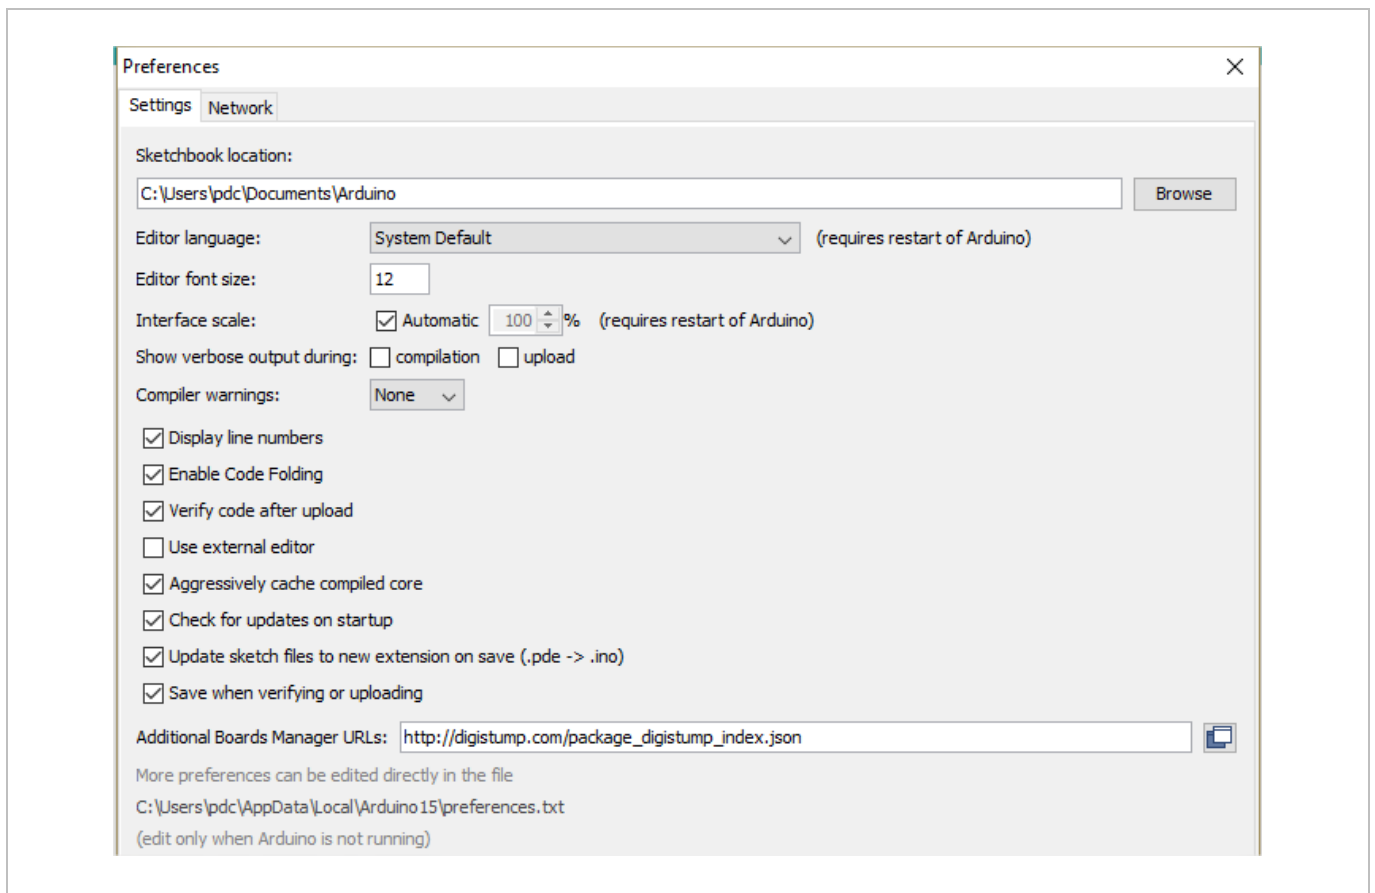 Preferences
Settings Network
Sketchbook location:
C:\Users\pdc\Documents\Arduino Browse
Editor language: System Default (requires restart of Arduino)
Editor font size: 12
Interface scale: Automatic 100 % (requires restart of Arduino)
Show verbose output during: compilation upload
Compiler warnings: None
Display line numbers
Enable Code Folding
Verify code after upload
Use external editor
Aggressively cache compiled core
Check for updates on startup
Update sketch files to new extension on save (.pde -> .ino)
Save when verifying or uploading
Additional Boards Manager URLs: http://digistump.com/package_digistump_index.json
More preferences can be edited directly in the file
C:\Users\pdc\AppData\Local\Arduino15\preferences.txt
(edit only when Arduino is not running)